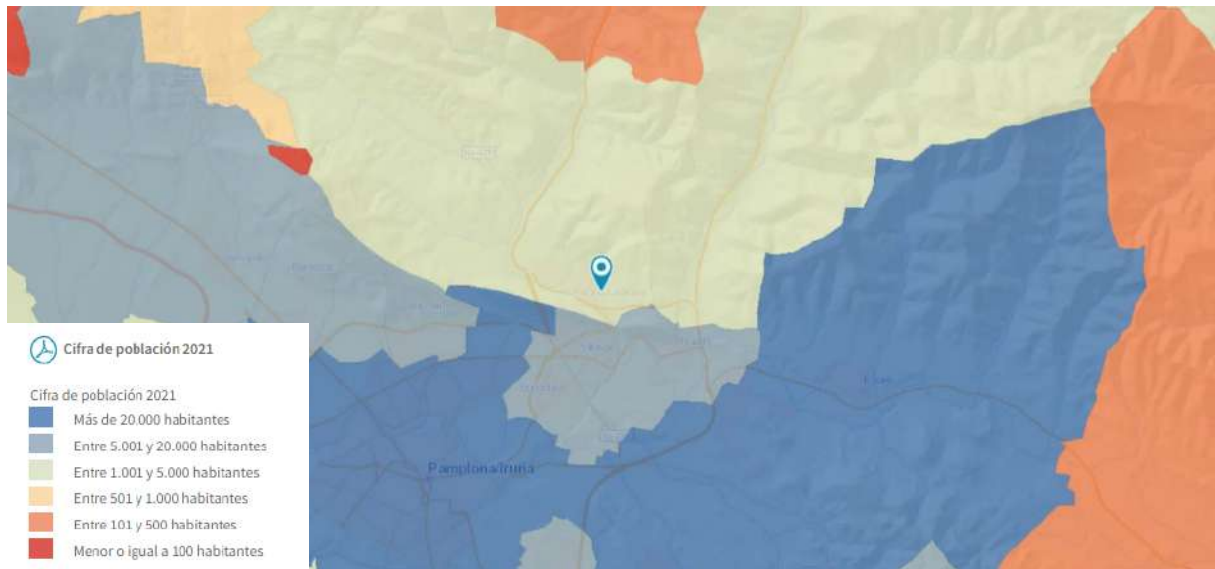 Pamplona/Iruña
Cifra de población 2021
Cifra de población 2021
Más de 20.000 habitantes
Entre 5.001 y 20.000 habitantes
Entre 1.001 y 5.000 habitantes
Entre 501 y 1.000 habitantes
Entre 101 y 500 habitantes
Menor o igual a 100 habitantes